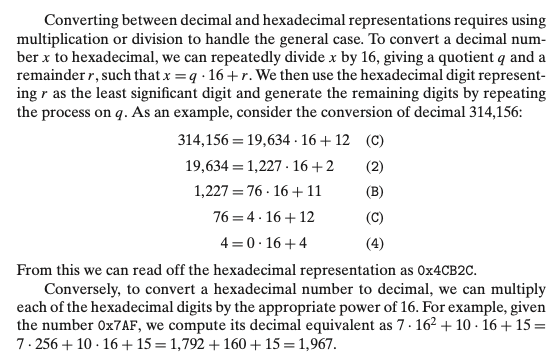 Converting between decimal and hexadecimal representations requires using
multiplication or division to handle the general case. To convert a decimal num-
ber x to hexadecimal, we can repeatedly divide x by 16, giving a quotient q and a
remainder r, such that x = q · 16 + r. We then use the hexadecimal digit represent-
ing r as the least significant digit and generate the remaining digits by repeating
the process on q. As an example, consider the conversion of decimal 314,156:
314,156 = 19,634 · 16 + 12 (C)
19,634 = 1,227 · 16 + 2 (2)
1,227 = 76 · 16 + 11 (B)
76 = 4 · 16 + 12 (C)
4 = 0 · 16 + 4 (4)
From this we can read off the hexadecimal representation as 0x4CB2C.
Conversely, to convert a hexadecimal number to decimal, we can multiply
each of the hexadecimal digits by the appropriate power of 16. For example, given
the number 0x7AF, we compute its decimal equivalent as 7 · 16² + 10 · 16 + 15 =
7 · 256 + 10 · 16 + 15 = 1,792 + 160 + 15 = 1,967.